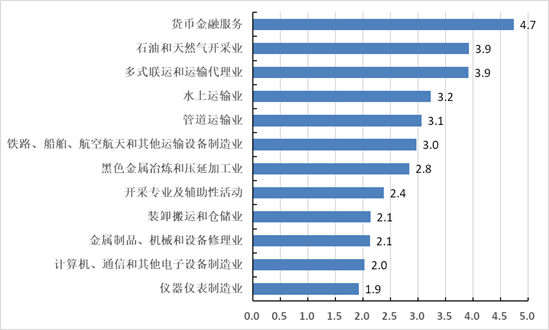 货币金融服务 4.7
石油和天然气开采业 3.9
多式联运和运输代理业 3.9
水上运输业 3.2
管道运输业 3.1
铁路、船舶、航空航天和其他运输设备制造业 3.0
黑色金属冶炼和压延加工业 2.8
开采专业及辅助性活动 2.4
装卸搬运和仓储业 2.1
金属制品、机械和设备修理业 2.1
计算机、通信和其他电子设备制造业 2.0
仪器仪表制造业 1.9
0.0 0.5 1.0 1.5 2.0 2.5 3.0 3.5 4.0 4.5 5.0